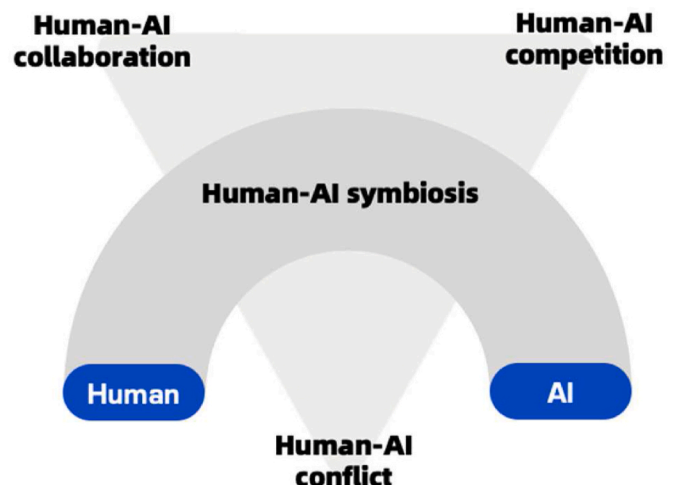 Human-AI
collaboration
Human-AI
competition
Human-AI symbiosis
Human
AI
Human-AI
conflict